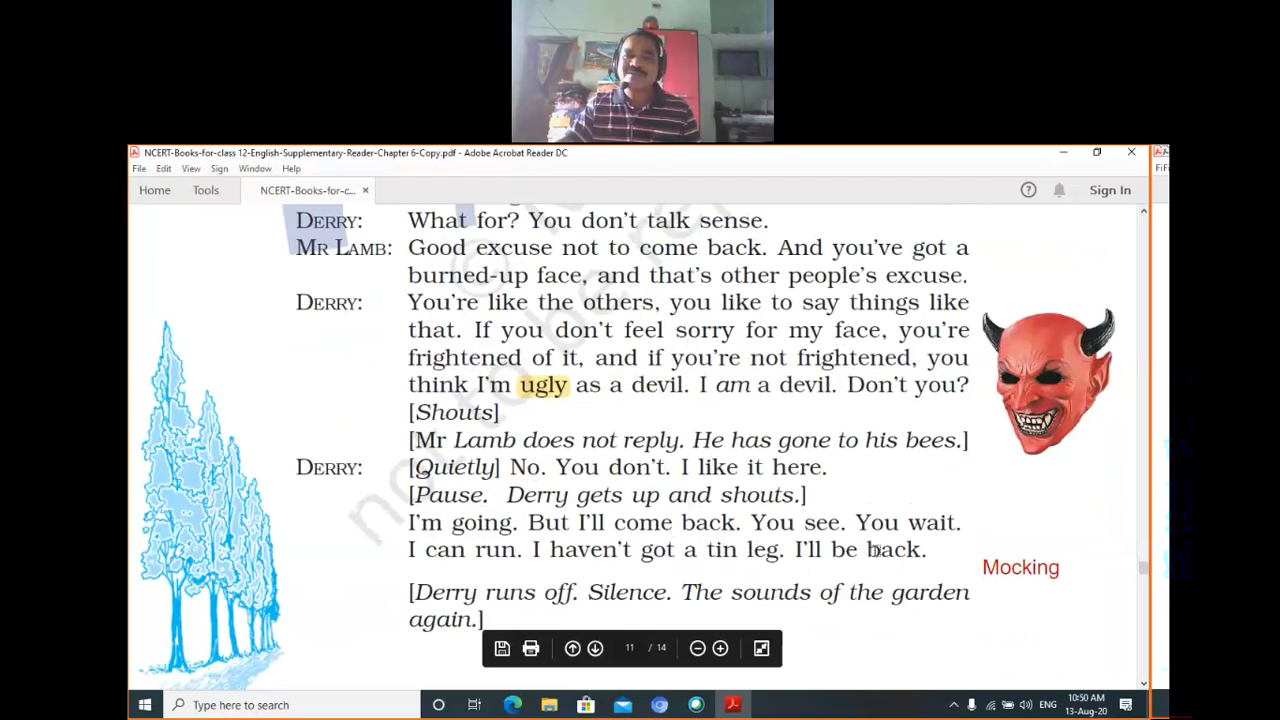 NCERT-Books-for-class 12-English-Supplementary-Reader-Chapter 6-Copy.pdf - Adobe Acrobat Reader DC
File Edit View Sign Window Help
Home Tools NCERT-Books-for-c... × Sign In
DERRY: What for? You don't talk sense.
MR LAMB: Good excuse not to come back. And you've got a
burned-up face, and that's other people's excuse.
DERRY: You're like the others, you like to say things like
that. If you don't feel sorry for my face, you're
frightened of it, and if you're not frightened, you
think I'm ugly as a devil. I am a devil. Don't you?
[Shouts]
[Mr Lamb does not reply. He has gone to his bees.]
DERRY: [Quietly] No. You don't. I like it here.
[Pause. Derry gets up and shouts.]
I'm going. But I'll come back. You see. You wait.
I can run. I haven't got a tin leg. I'll be back.
Mocking
[Derry runs off. Silence. The sounds of the garden
again.]
11 / 14
Type here to search
ENG
10:50 AM
13-Aug-20